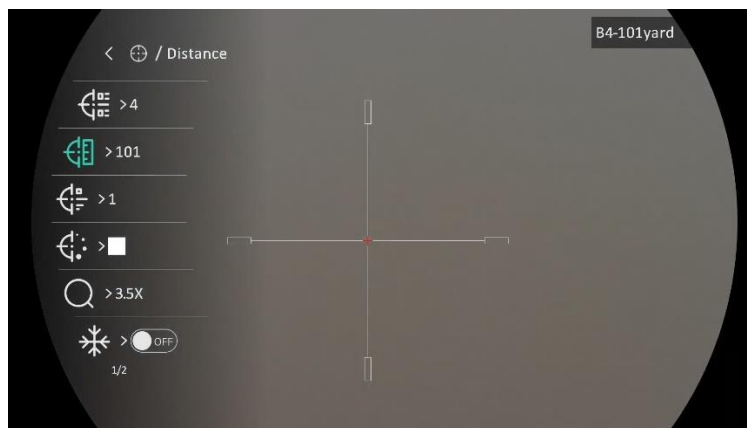 B4-101yard
< / Distance
>4
>101
>1
>
>3.5X
> OFF
1/2